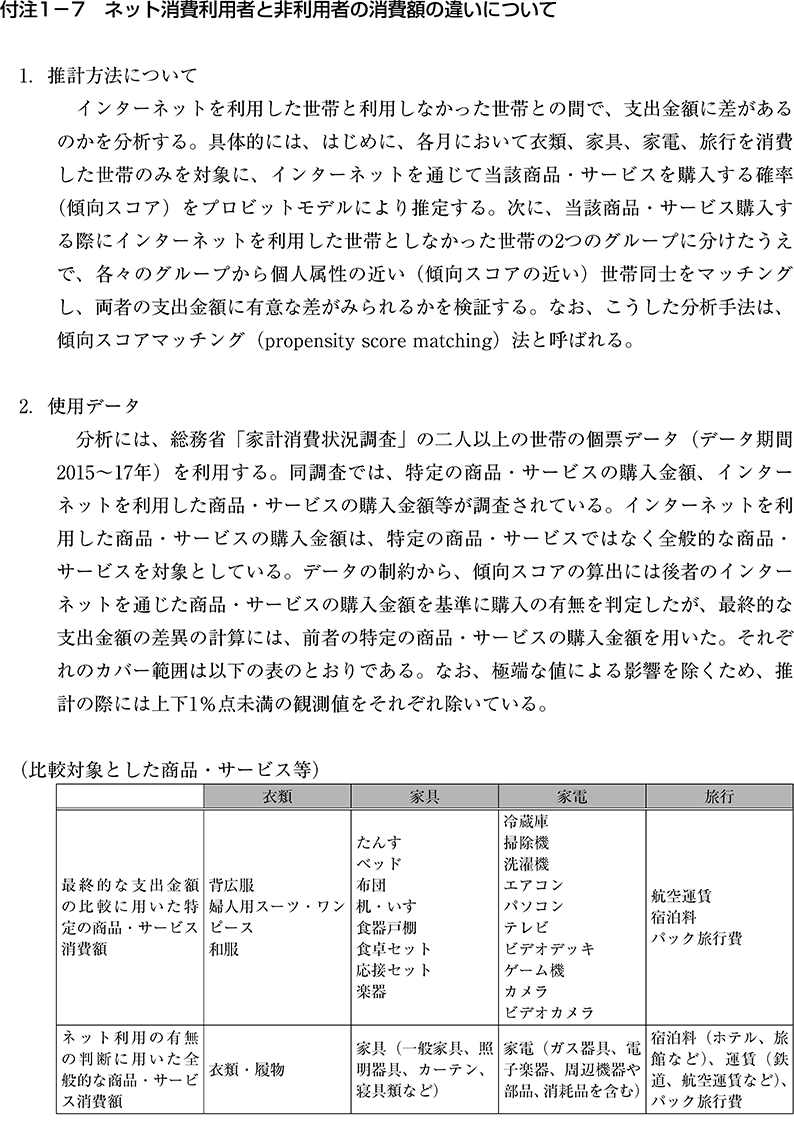 付注1－7　ネット消費利用者と非利用者の消費額の違いについて
1. 推計方法について
インターネットを利用した世帯と利用しなかった世帯との間で、支出金額に差がある
のかを分析する。具体的には、はじめに、各月において衣類、家具、家電、旅行を消費
した世帯のみを対象に、インターネットを通じて当該商品・サービスを購入する確率
（傾向スコア）をプロビットモデルにより推定する。次に、当該商品・サービス購入す
る際にインターネットを利用した世帯としなかった世帯の2つのグループに分けたうえ
で、各々のグループから個人属性の近い（傾向スコアの近い）世帯同士をマッチング
し、両者の支出金額に有意な差がみられるかを検証する。なお、こうした分析手法は、
傾向スコアマッチング（propensity score matching）法と呼ばれる。
2. 使用データ
分析には、総務省「家計消費状況調査」の二人以上の世帯の個票データ（データ期間
2015～17年）を利用する。同調査では、特定の商品・サービスの購入金額、インター
ネットを利用した商品・サービスの購入金額等が調査されている。インターネットを利
用した商品・サービスの購入金額は、特定の商品・サービスではなく全般的な商品・
サービスを対象としている。データの制約から、傾向スコアの算出には後者のインター
ネットを通じた商品・サービスの購入金額を基準に購入の有無を判定したが、最終的な
支出金額の差異の計算には、前者の特定の商品・サービスの購入金額を用いた。それぞ
れのカバー範囲は以下の表のとおりである。なお、極端な値による影響を除くため、推
計の際には上下1％点未満の観測値をそれぞれ除いている。
（比較対象とした商品・サービス等）
衣類 家具 家電 旅行
最終的な支出金額
の比較に用いた特
定の商品・サービス
消費額
背広服
婦人用スーツ・ワン
ピース
和服
たんす
ベッド
布団
机・いす
食器戸棚
食卓セット
応接セット
楽器
冷蔵庫
掃除機
洗濯機
エアコン
パソコン
テレビ
ビデオデッキ
ゲーム機
カメラ
ビデオカメラ
航空運賃
宿泊料
パック旅行費
ネット利用の有無
の判断に用いた全
般的な商品・サービ
ス消費額
衣類・履物
家具（一般家具、照
明器具、カーテン、
寝具類など）
家電（ガス器具、電
子楽器、周辺機器や
部品、消耗品を含む）
宿泊料（ホテル、旅
館など）、運賃（鉄
道、航空運賃など）、
パック旅行費